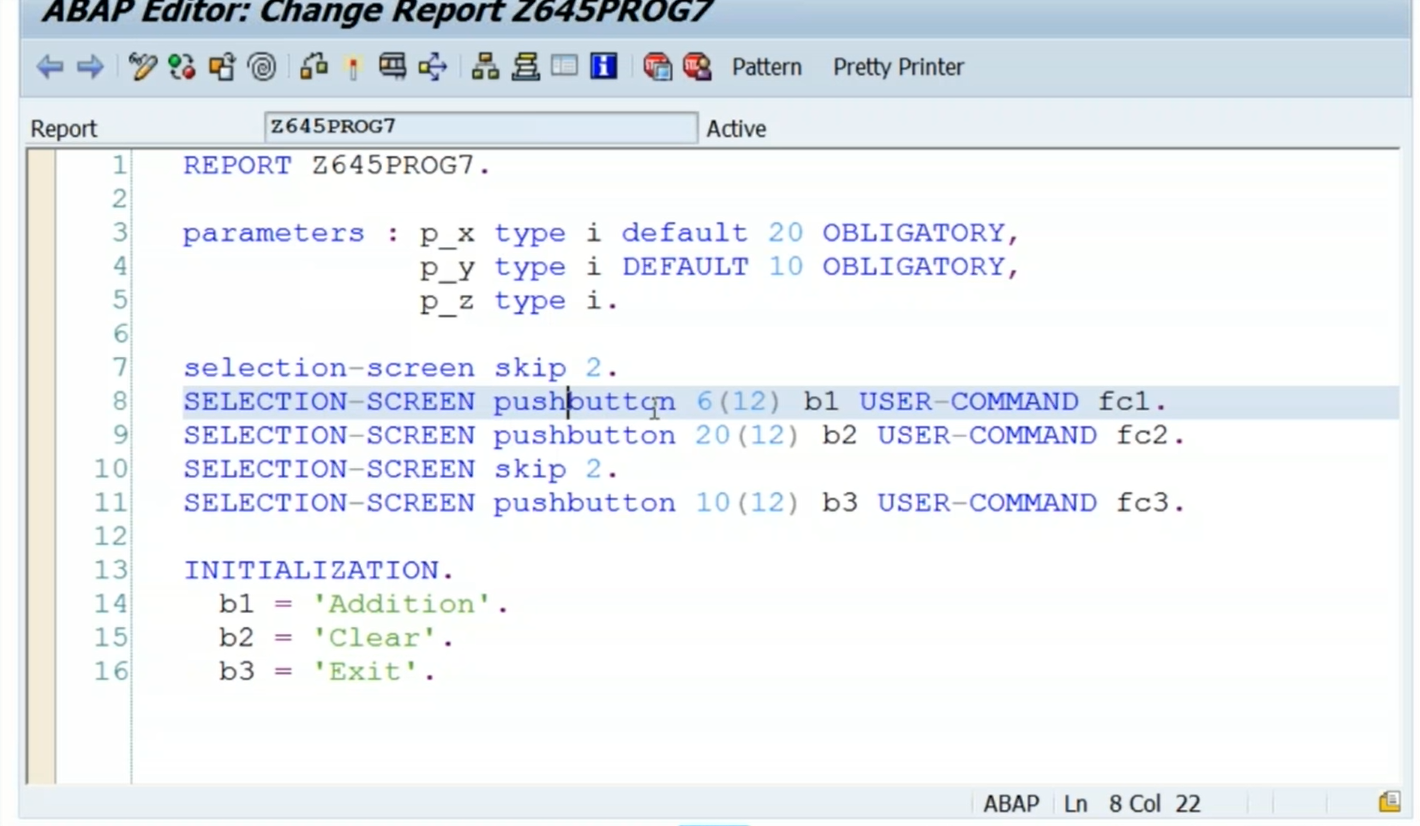 ABAP Editor: Change Report Z645PROG7
Pattern Pretty Printer
Report Z645PROG7 Active
1 REPORT Z645PROG7.
2
3 parameters : p_x type i default 20 OBLIGATORY,
4 p_y type i DEFAULT 10 OBLIGATORY,
5 p_z type i.
6
7 selection-screen skip 2.
8 SELECTION-SCREEN pushbutton 6(12) b1 USER-COMMAND fc1.
9 SELECTION-SCREEN pushbutton 20(12) b2 USER-COMMAND fc2.
10 SELECTION-SCREEN skip 2.
11 SELECTION-SCREEN pushbutton 10(12) b3 USER-COMMAND fc3.
12
13 INITIALIZATION.
14 b1 = 'Addition'.
15 b2 = 'Clear'.
16 b3 = 'Exit'.
ABAP Ln 8 Col 22